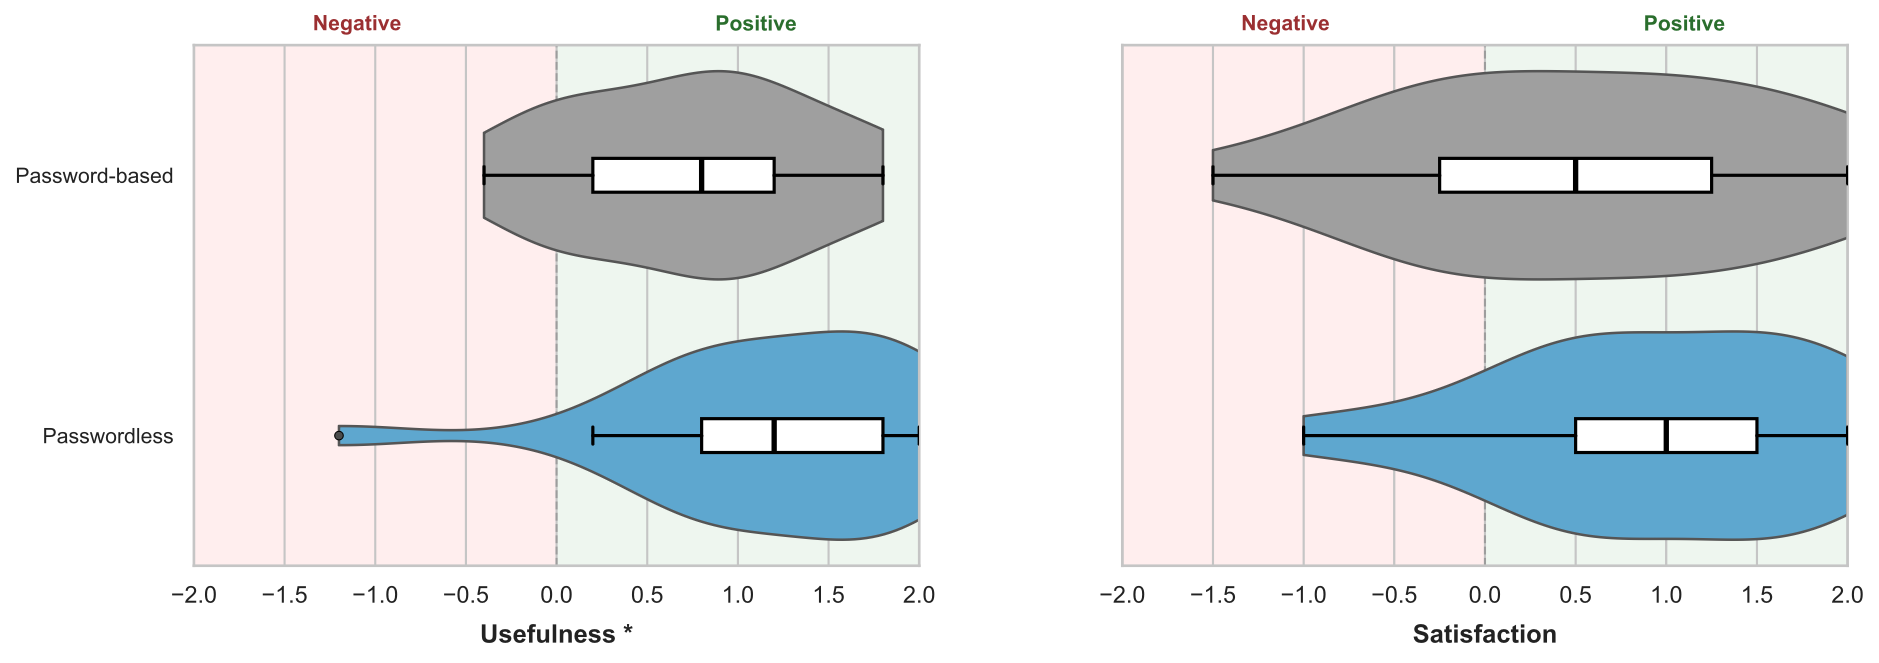 Negative Positive Negative Positive
Password-based
Passwordless
−2.0 −1.5 −1.0 −0.5 0.0 0.5 1.0 1.5 2.0 −2.0 −1.5 −1.0 −0.5 0.0 0.5 1.0 1.5 2.0
Usefulness * Satisfaction